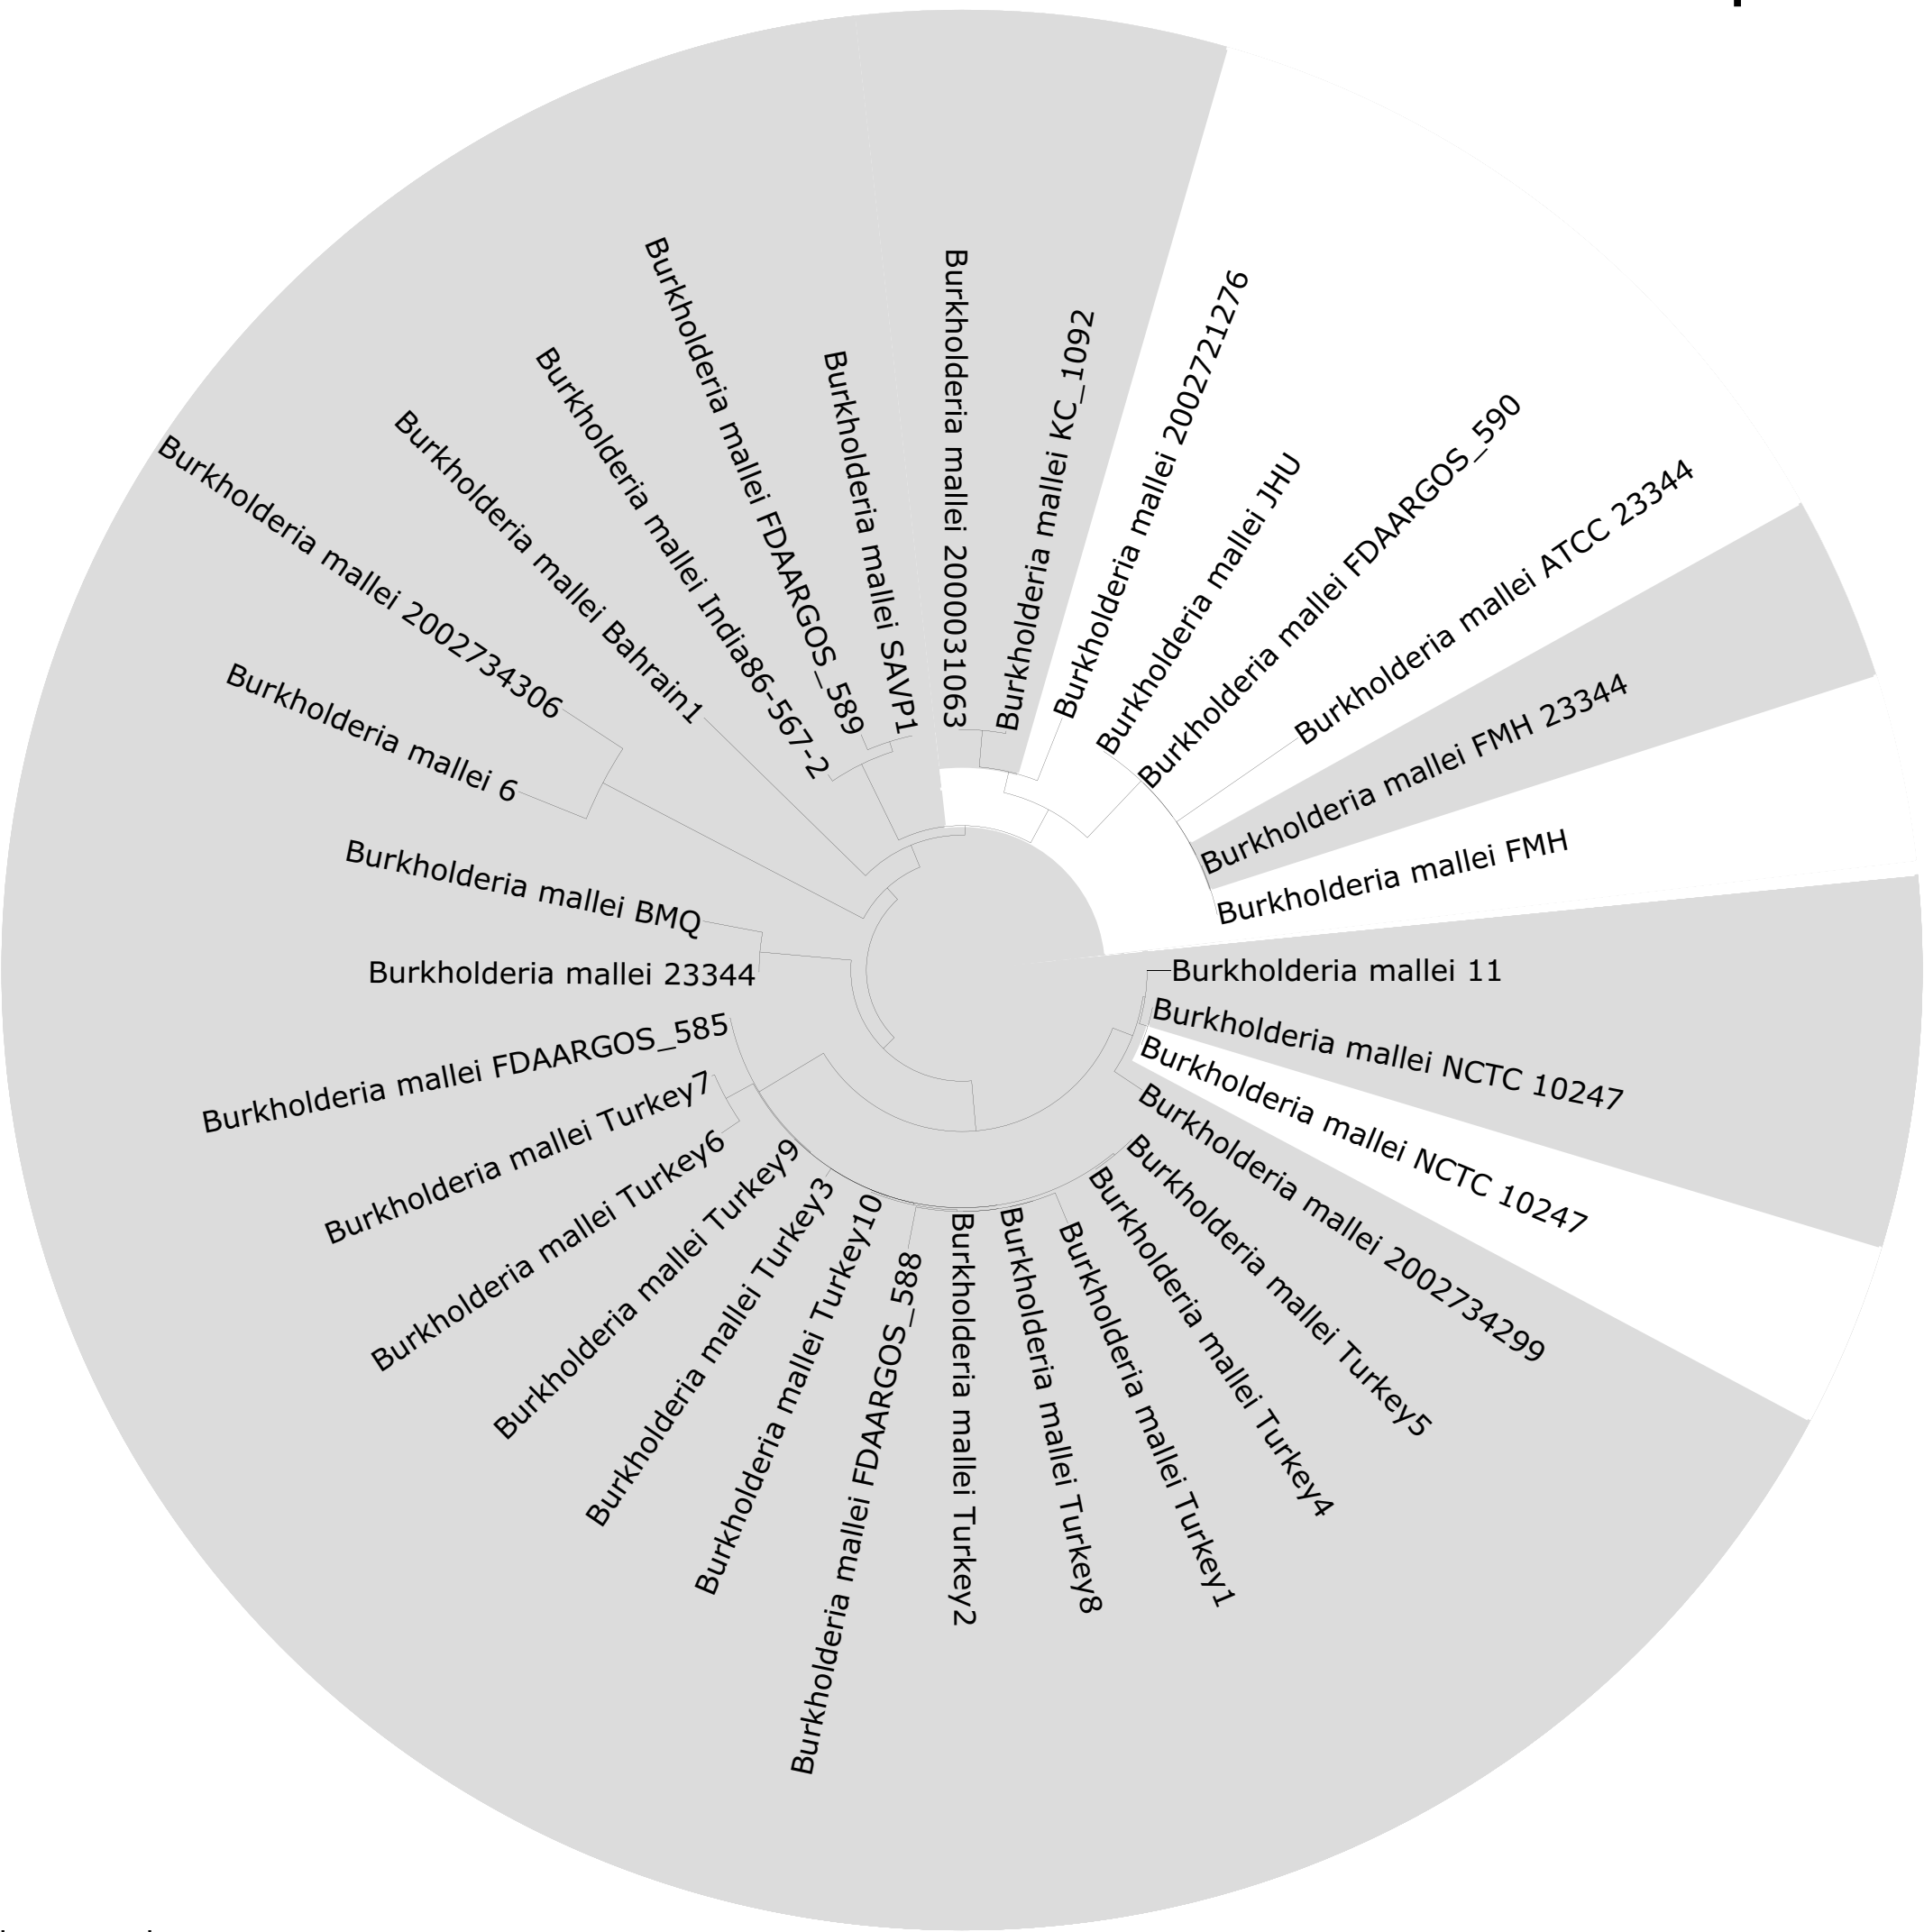 Burkholderia mallei 2000031063
Burkholderia mallei KC_1092
Burkholderia mallei 2002721276
Burkholderia mallei JHU
Burkholderia mallei FDAARGOS_590
Burkholderia mallei ATCC 23344
Burkholderia mallei FMH 23344
Burkholderia mallei FMH
Burkholderia mallei 11
Burkholderia mallei NCTC 10247
Burkholderia mallei NCTC 10247
Burkholderia mallei 2002734299
Burkholderia mallei Turkey5
Burkholderia mallei Turkey4
Burkholderia mallei Turkey1
Burkholderia mallei Turkey8
Burkholderia mallei Turkey2
Burkholderia mallei FDAARGOS_588
Burkholderia mallei Turkey10
Burkholderia mallei Turkey3
Burkholderia mallei Turkey9
Burkholderia mallei Turkey6
Burkholderia mallei Turkey7
Burkholderia mallei FDAARGOS_585
Burkholderia mallei 23344
Burkholderia mallei BMQ
Burkholderia mallei 6
Burkholderia mallei 2002734306
Burkholderia mallei Bahrain1
Burkholderia mallei India86-567-2
Burkholderia mallei FDAARGOS_589
Burkholderia mallei SAVP1